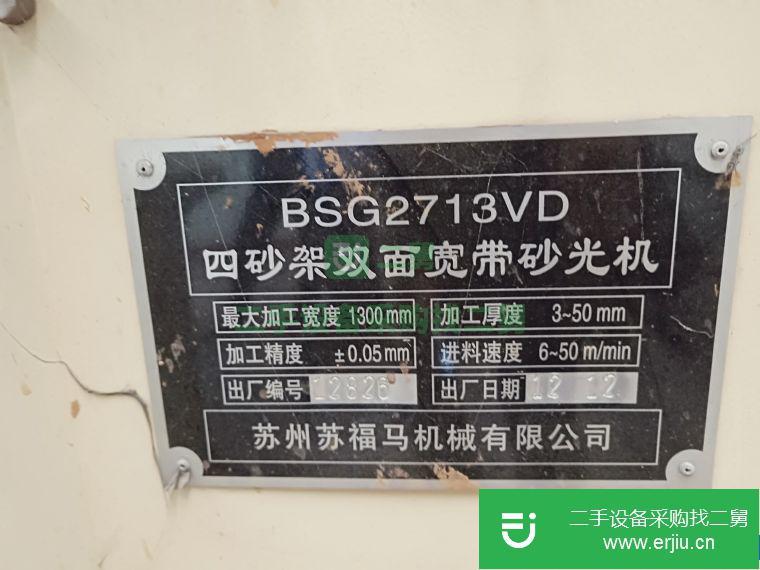 BSG2713VD
四砂架双面宽带砂光机
最大加工宽度 1300mm 加工厚度 3~50mm
加工精度 ±0.05mm 进料速度 6~50 m/min
出厂编号 12826 出厂日期 12 12
苏州苏福马机械有限公司
二手设备采购找二舅
www.erjiu.cn